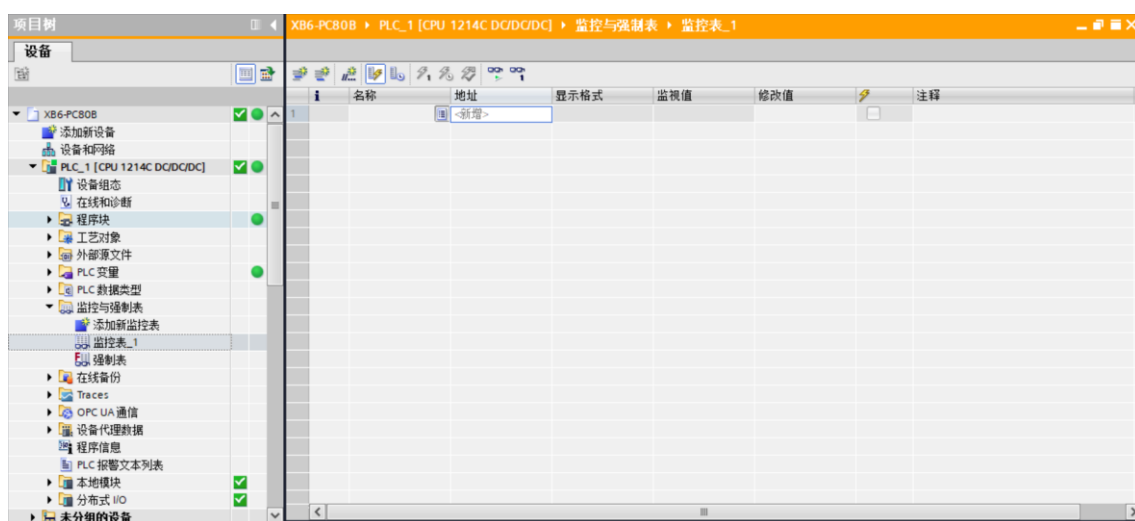 项目树
XB6-PC80B ▸ PLC_1 [CPU 1214C DC/DC/DC] ▸ 监控与强制表 ▸ 监控表_1
设备
i 名称 地址 显示格式 监视值 修改值 注释
1 <新增>
XB6-PC80B
添加新设备
设备和网络
PLC_1 [CPU 1214C DC/DC/DC]
设备组态
在线和诊断
程序块
工艺对象
外部源文件
PLC 变量
PLC 数据类型
监控与强制表
添加新监控表
监控表_1
强制表
在线备份
Traces
OPC UA 通信
设备代理数据
程序信息
PLC 报警文本列表
本地模块
分布式 I/O
未分组的设备